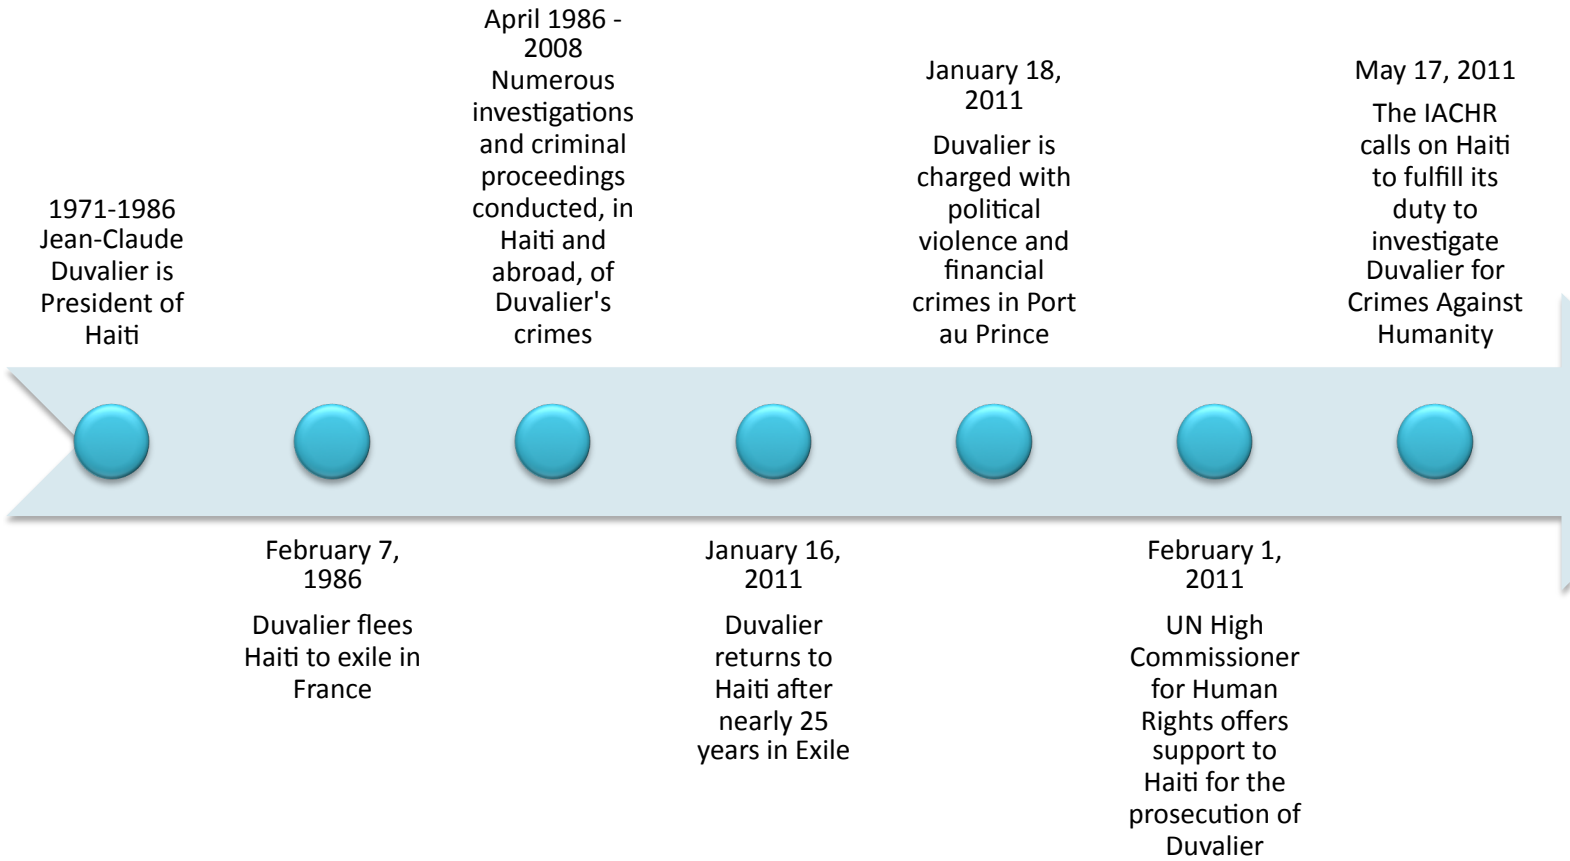 1971-1986
Jean-Claude
Duvalier is
President of
Haiti
February 7,
1986
Duvalier flees
Haiti to exile in
France
April 1986 -
2008
Numerous
investigations
and criminal
proceedings
conducted, in
Haiti and
abroad, of
Duvalier's
crimes
January 16,
2011
Duvalier
returns to
Haiti after
nearly 25
years in Exile
January 18,
2011
Duvalier is
charged with
political
violence and
financial
crimes in Port
au Prince
February 1,
2011
UN High
Commissioner
for Human
Rights offers
support to
Haiti for the
prosecution of
Duvalier
May 17, 2011
The IACHR
calls on Haiti
to fulfill its
duty to
investigate
Duvalier for
Crimes Against
Humanity